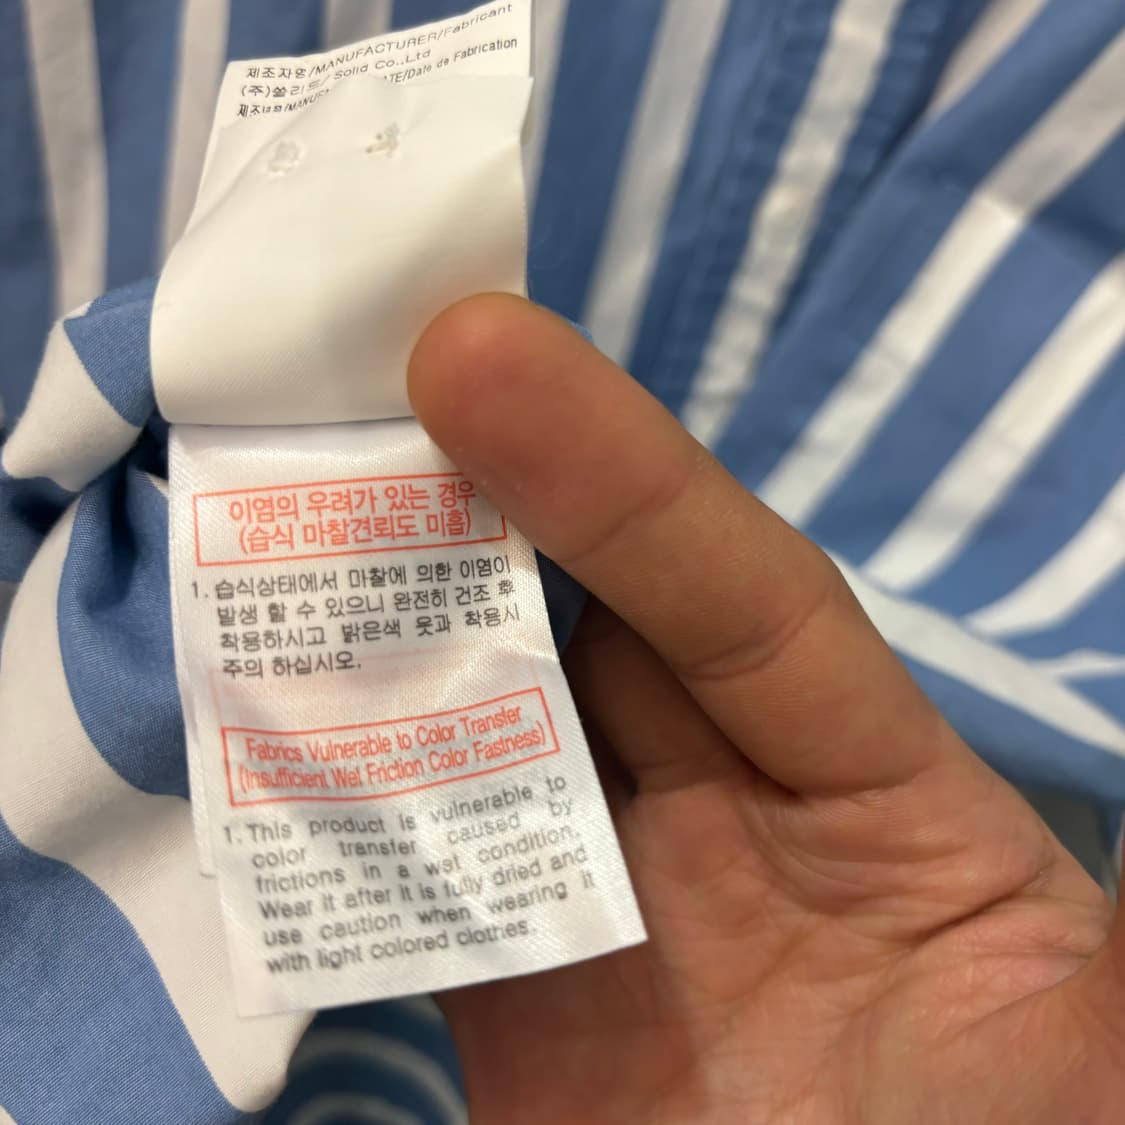 제조자명/MANUFACTURER/Fabricant
(주)쏠리드/ Solid Co.,Ltd
ATE/Date de Fabrication
이염의 우려가 있는 경우
(습식 마찰견뢰도 미흡)
1. 습식상태에서 마찰에 의한 이염이
발생 할 수 있으니 완전히 건조 후
착용하시고 밝은색 옷과 착용시
주의 하십시오.
Fabrics Vulnerable to Color Transfer
(Insufficient Wet Friction Color Fastness)
1. This product is vulnerable to
color transfer caused by
frictions in a wet condition.
Wear it after it is fully dried and
use caution when wearing it
with light colored clothes.